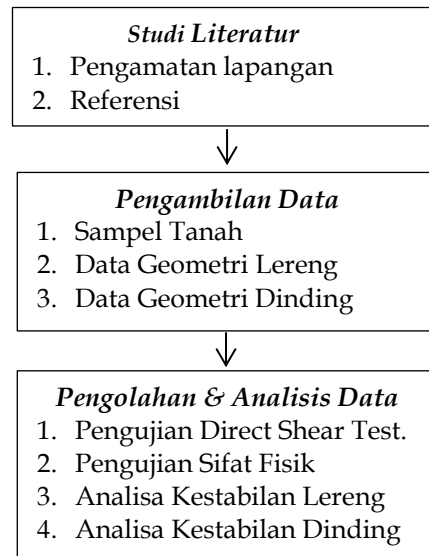 Studi Literatur
1. Pengamatan lapangan
2. Referensi
Pengambilan Data
1. Sampel Tanah
2. Data Geometri Lereng
3. Data Geometri Dinding
Pengolahan & Analisis Data
1. Pengujian Direct Shear Test.
2. Pengujian Sifat Fisik
3. Analisa Kestabilan Lereng
4. Analisa Kestabilan Dinding